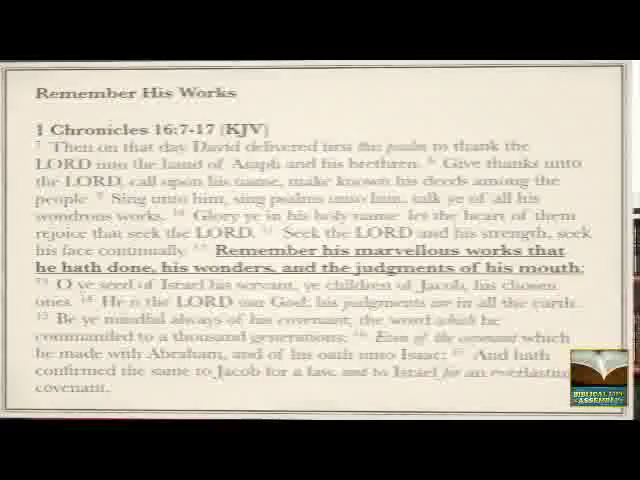 Remember His Works
1 Chronicles 16:7-17 (KJV)
7 Then on that day David delivered first this psalm to thank the
LORD into the hand of Asaph and his brethren. 8 Give thanks unto
the LORD, call upon his name, make known his deeds among the
people. 9 Sing unto him, sing psalms unto him, talk ye of all his
wondrous works. 10 Glory ye in his holy name: let the heart of them
rejoice that seek the LORD. 11 Seek the LORD and his strength, seek
his face continually. 12 Remember his marvellous works that
he hath done, his wonders, and the judgments of his mouth;
13 O ye seed of Israel his servant, ye children of Jacob, his chosen
ones. 14 He is the LORD our God; his judgments are in all the earth.
15 Be ye mindful always of his covenant; the word which he
commanded to a thousand generations; 16 Even of the covenant which
he made with Abraham, and of his oath unto Isaac; 17 And hath
confirmed the same to Jacob for a law, and to Israel for an everlasting
covenant.
BIBLICAL LIFE
ASSEMBLY